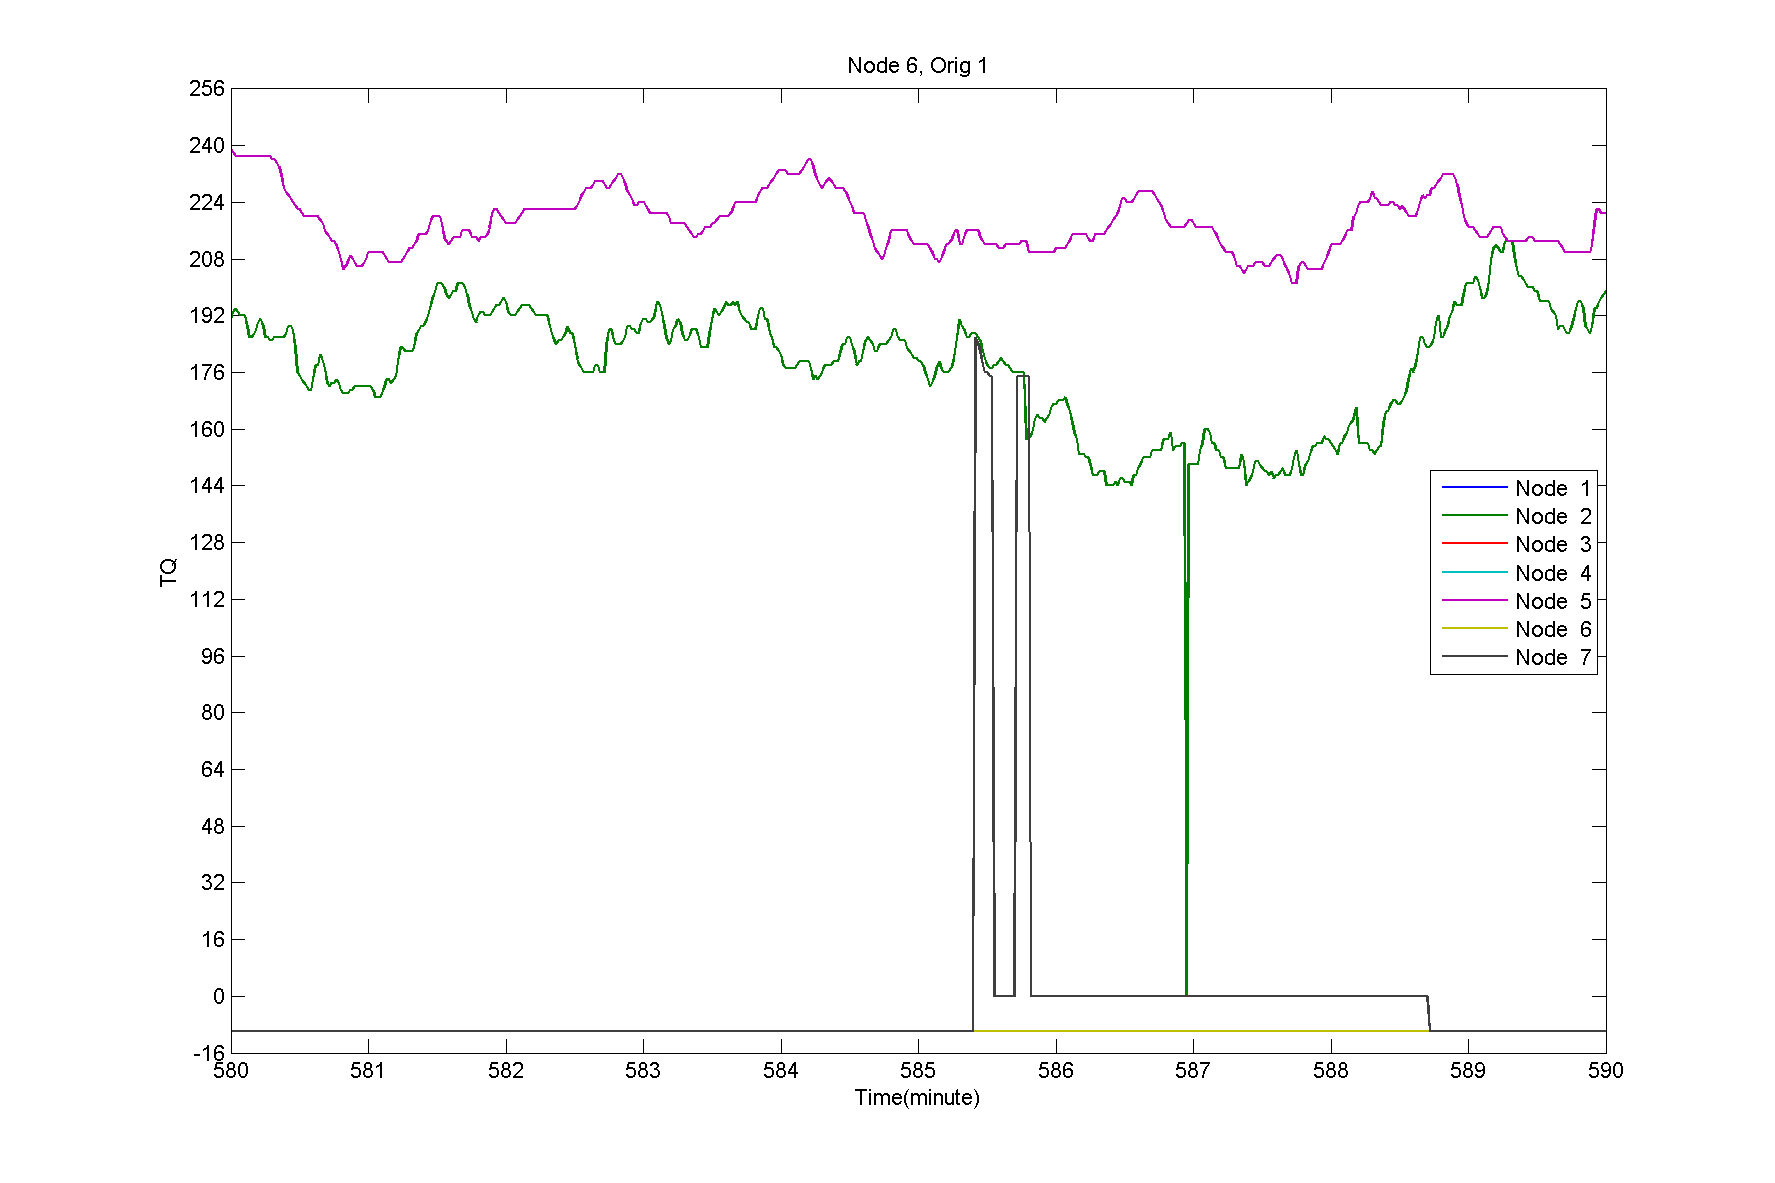 Node 6, Orig 1
256
240
224
208
192
176
160
144
128
112
96
80
64
48
32
16
0
-16
TQ
580 581 582 583 584 585 586 587 588 589 590
Time(minute)
Node 1
Node 2
Node 3
Node 4
Node 5
Node 6
Node 7